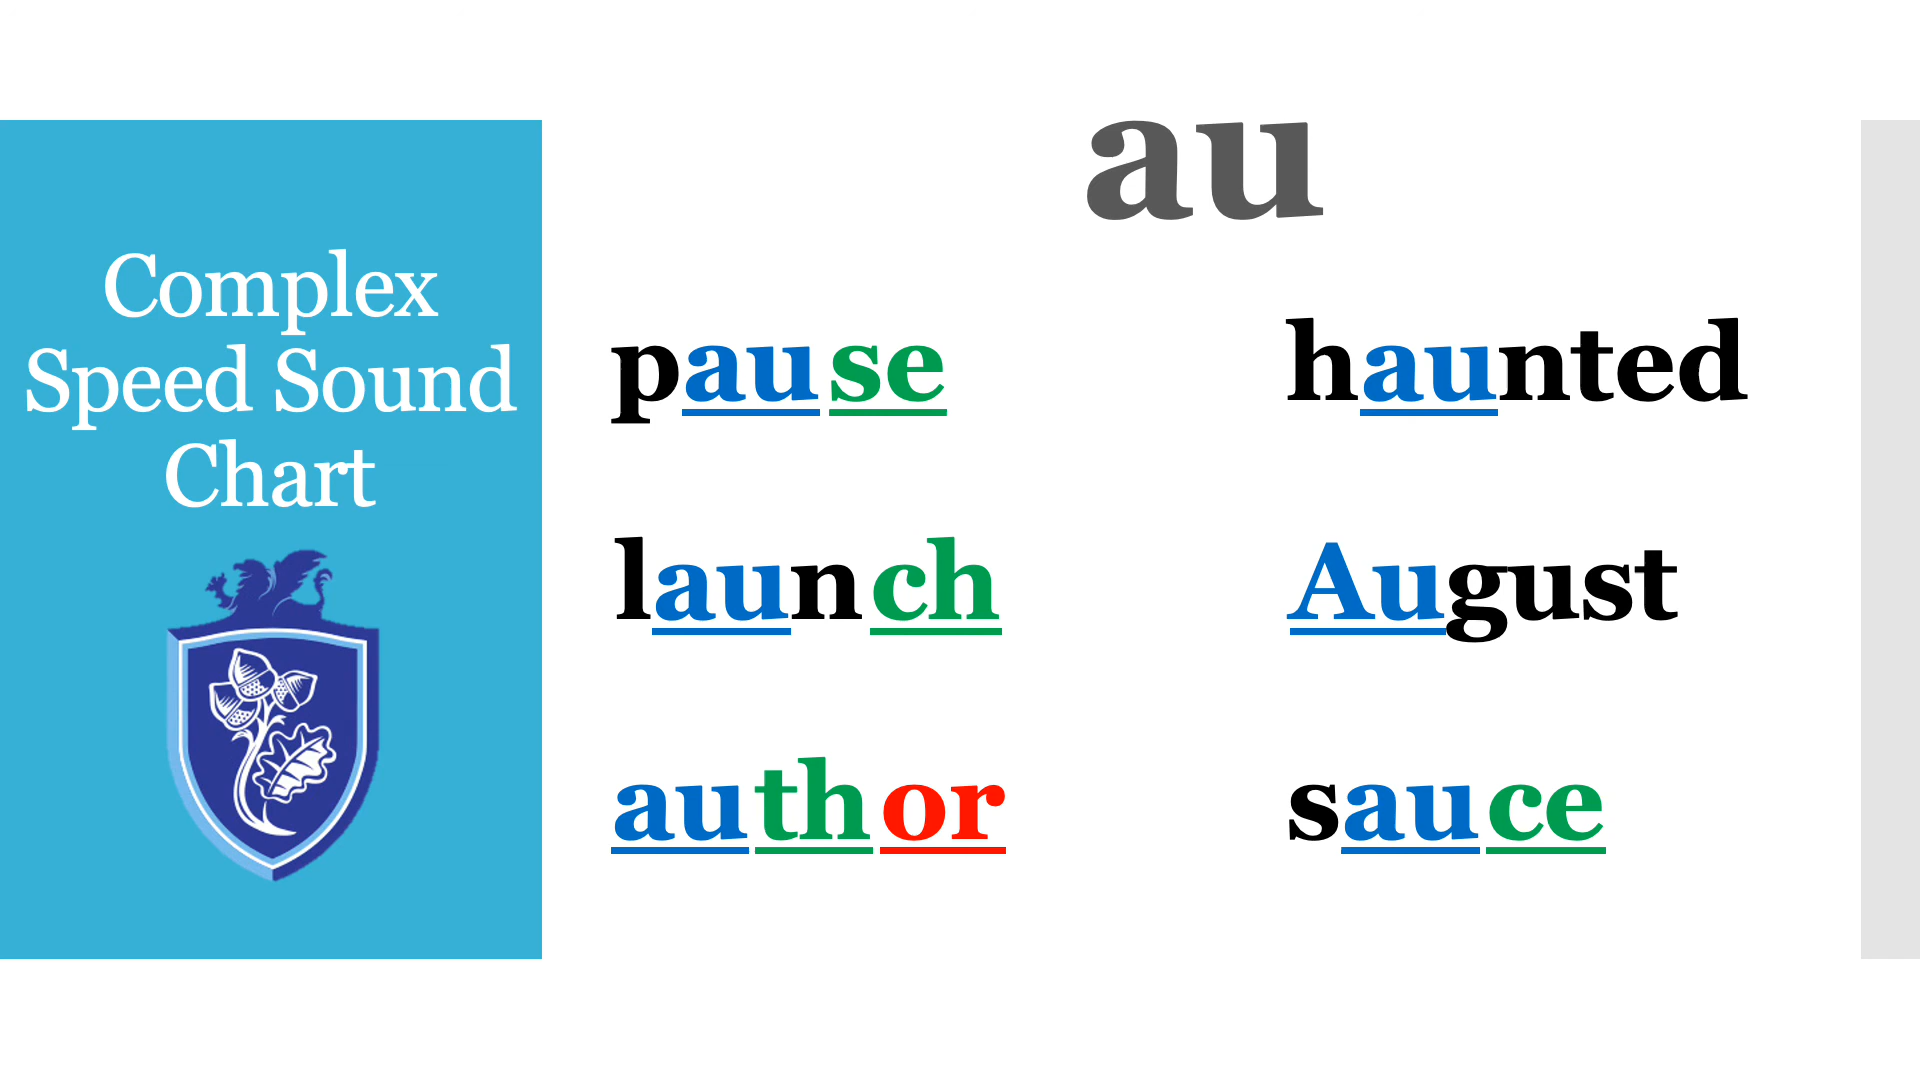 Complex
Speed Sound
Chart
au
pause
haunted
launch
August
author
sauce